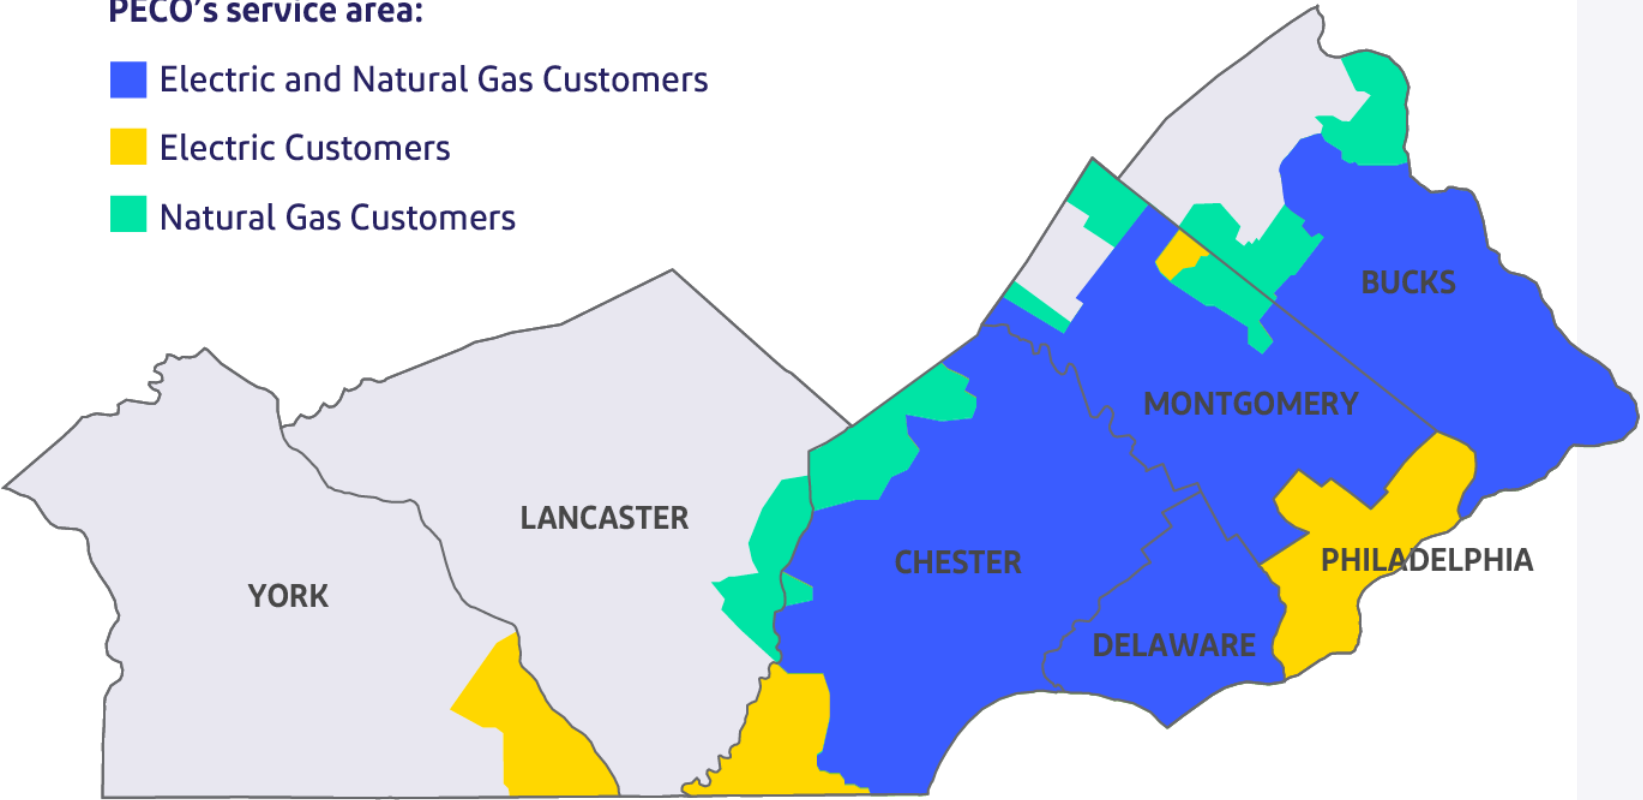 PECO's service area:
Electric and Natural Gas Customers
Electric Customers
Natural Gas Customers
BUCKS
MONTGOMERY
LANCASTER
CHESTER
PHILADELPHIA
YORK
DELAWARE